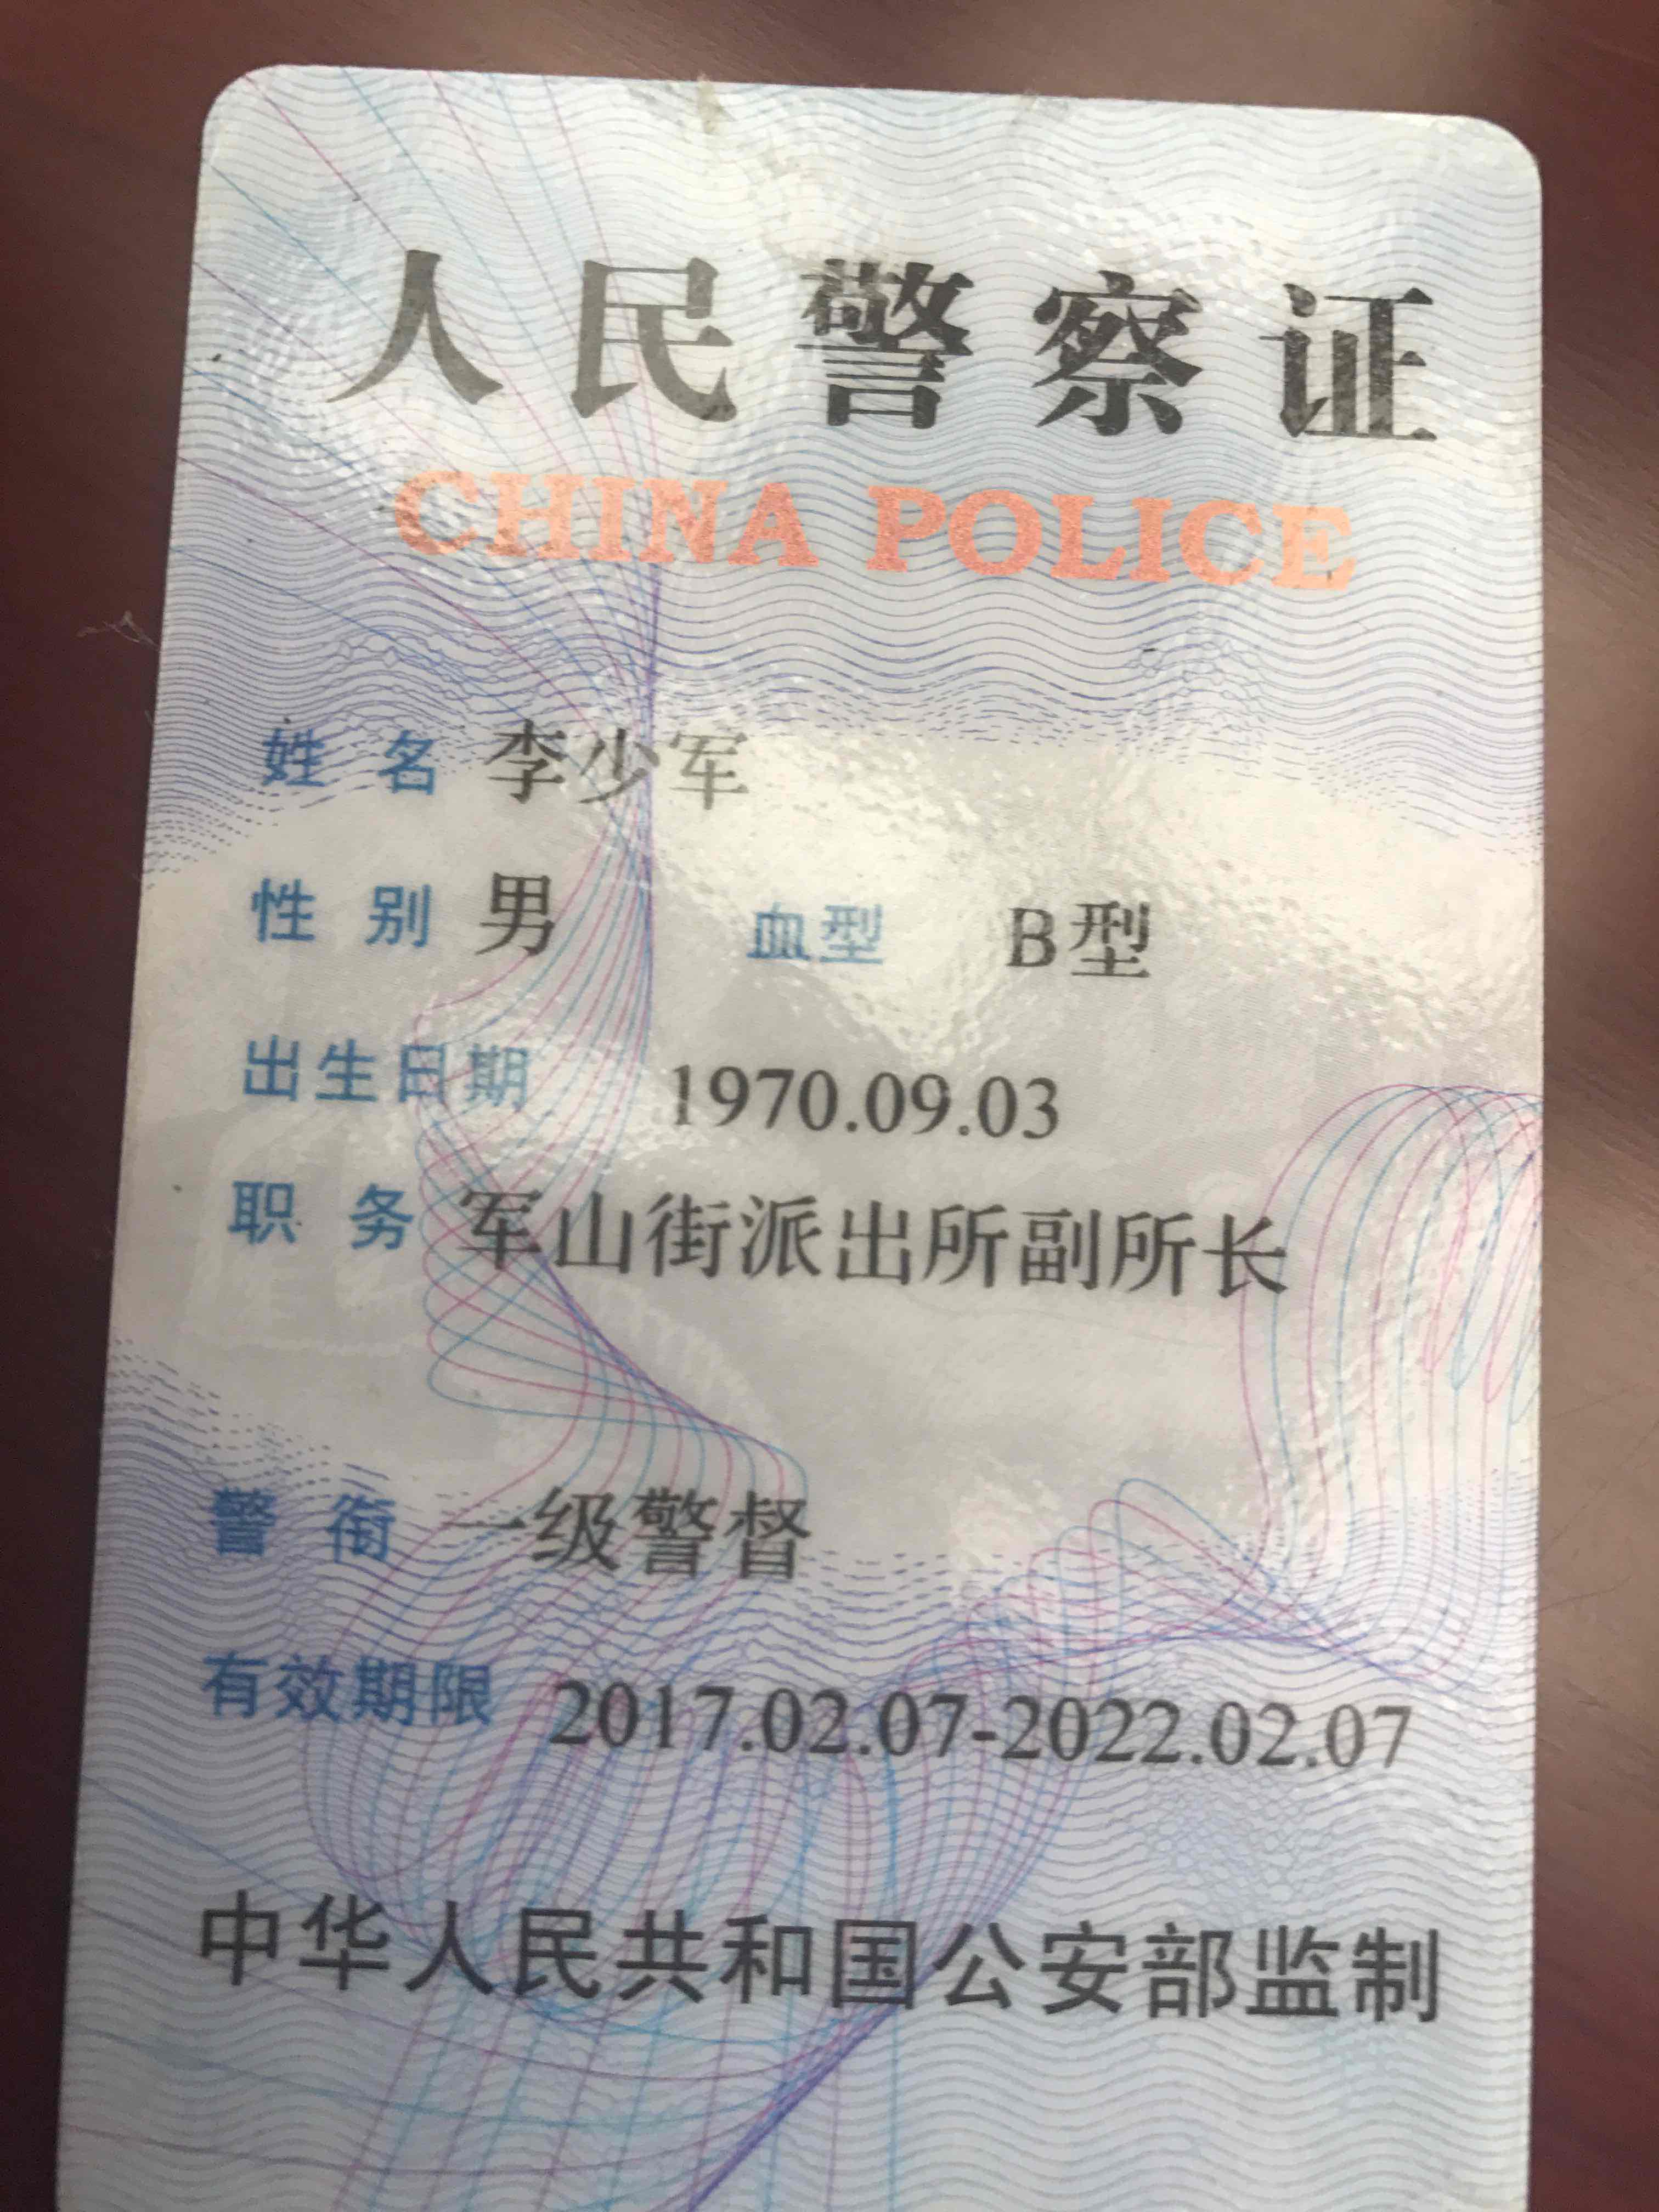 人民警察证
CHINA POLICE
姓 名 李少军
性 别 男 血型 B型
出生日期 1970.09.03
职 务 军山街派出所副所长
警 衔 一级警督
有效期限 2017.02.07-2022.02.07
中华人民共和国公安部监制